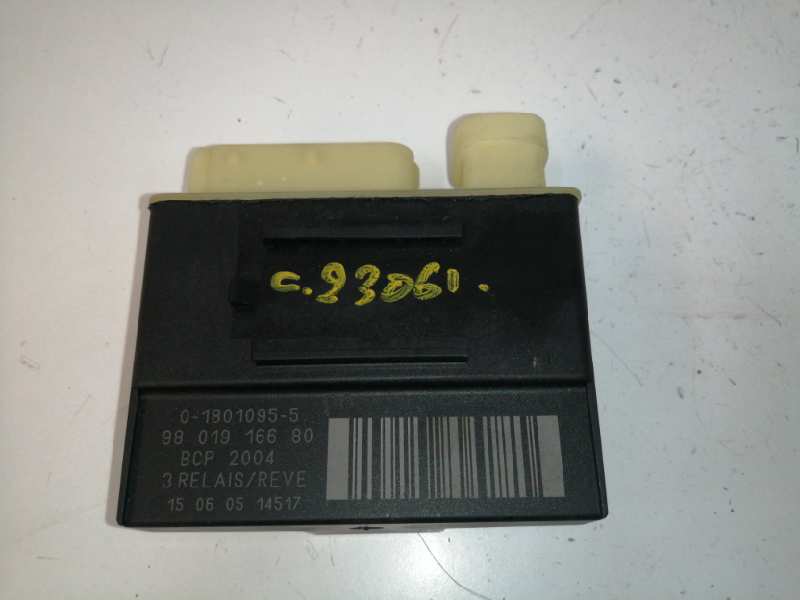 C.93061.
0-1801095-5
98 019 166 80
BCP 2004
3 RELAIS/REVE
15 06 05 14517